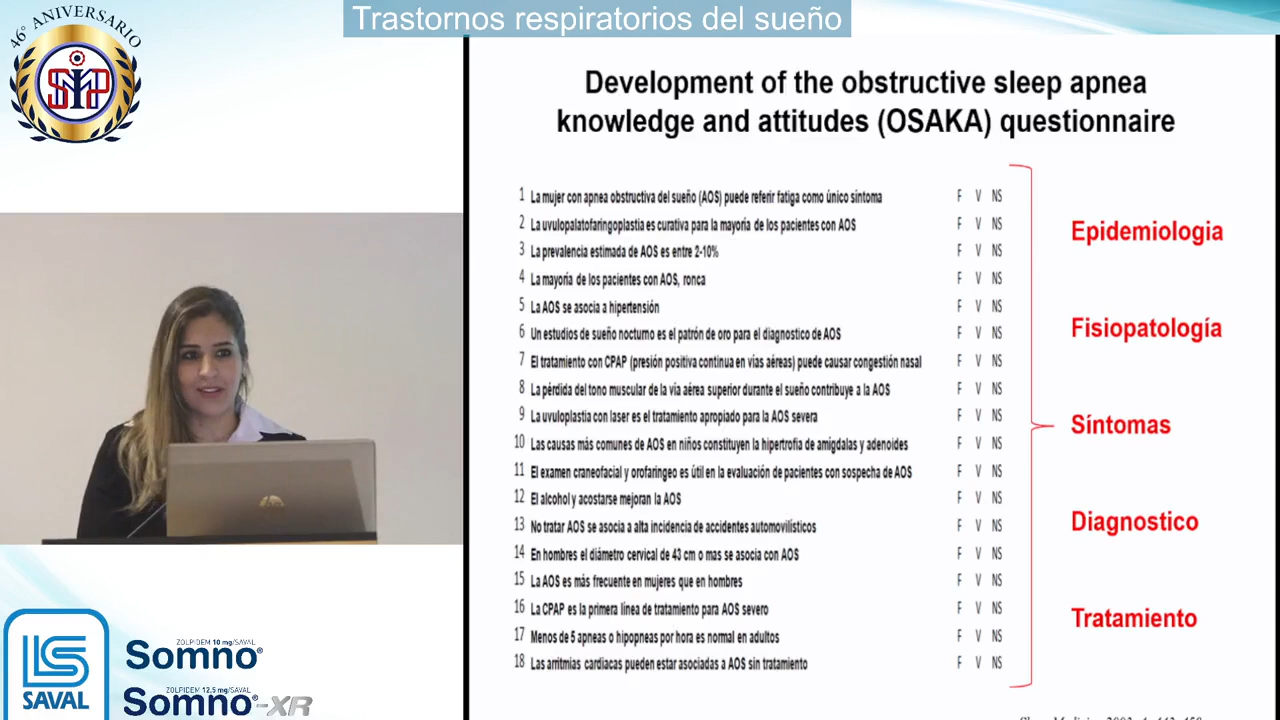 Trastornos respiratorios del sueño
46° ANIVERSARIO
SMP
Development of the obstructive sleep apnea
knowledge and attitudes (OSAKA) questionnaire
1 La mujer con apnea obstructiva del sueño (AOS) puede referir fatiga como único síntoma F V NS
2 La uvulopalatofaringoplastia es curativa para la mayoría de los pacientes con AOS F V NS
3 La prevalencia estimada de AOS es entre 2-10% F V NS
4 La mayoría de los pacientes con AOS, ronca F V NS
5 La AOS se asocia a hipertensión F V NS
6 Un estudios de sueño nocturno es el patrón de oro para el diagnostico de AOS F V NS
7 El tratamiento con CPAP (presión positiva continua en vías aéreas) puede causar congestión nasal F V NS
8 La pérdida del tono muscular de la vía aérea superior durante el sueño contribuye a la AOS F V NS
9 La uvuloplastia con laser es el tratamiento apropiado para la AOS severa F V NS
10 Las causas más comunes de AOS en niños constituyen la hipertrofia de amígdalas y adenoides F V NS
11 El examen craneofacial y orofaríngeo es útil en la evaluación de pacientes con sospecha de AOS F V NS
12 El alcohol y acostarse mejoran la AOS F V NS
13 No tratar AOS se asocia a alta incidencia de accidentes automovilísticos F V NS
14 En hombres el diámetro cervical de 43 cm o mas se asocia con AOS F V NS
15 La AOS es más frecuente en mujeres que en hombres F V NS
16 La CPAP es la primera línea de tratamiento para AOS severo F V NS
17 Menos de 5 apneas o hipopneas por hora es normal en adultos F V NS
18 Las arritmias cardiacas pueden estar asociadas a AOS sin tratamiento F V NS
Epidemiologia
Fisiopatología
Síntomas
Diagnostico
Tratamiento
hp
LS
SAVAL
ZOLPIDEM 10 mg/SAVAL
Somno®
ZOLPIDEM 12,5 mg/SAVAL
Somno®-XR